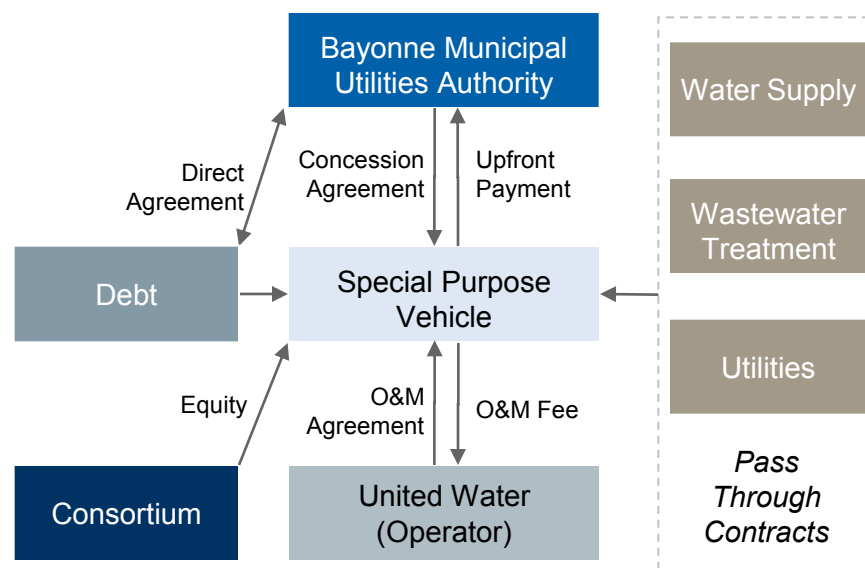 Bayonne Municipal
Utilities Authority
Water Supply
Direct
Agreement
Concession
Agreement
Upfront
Payment
Wastewater
Treatment
Debt
Special Purpose
Vehicle
Utilities
Equity
O&M
Agreement
O&M Fee
Consortium
United Water
(Operator)
Pass
Through
Contracts